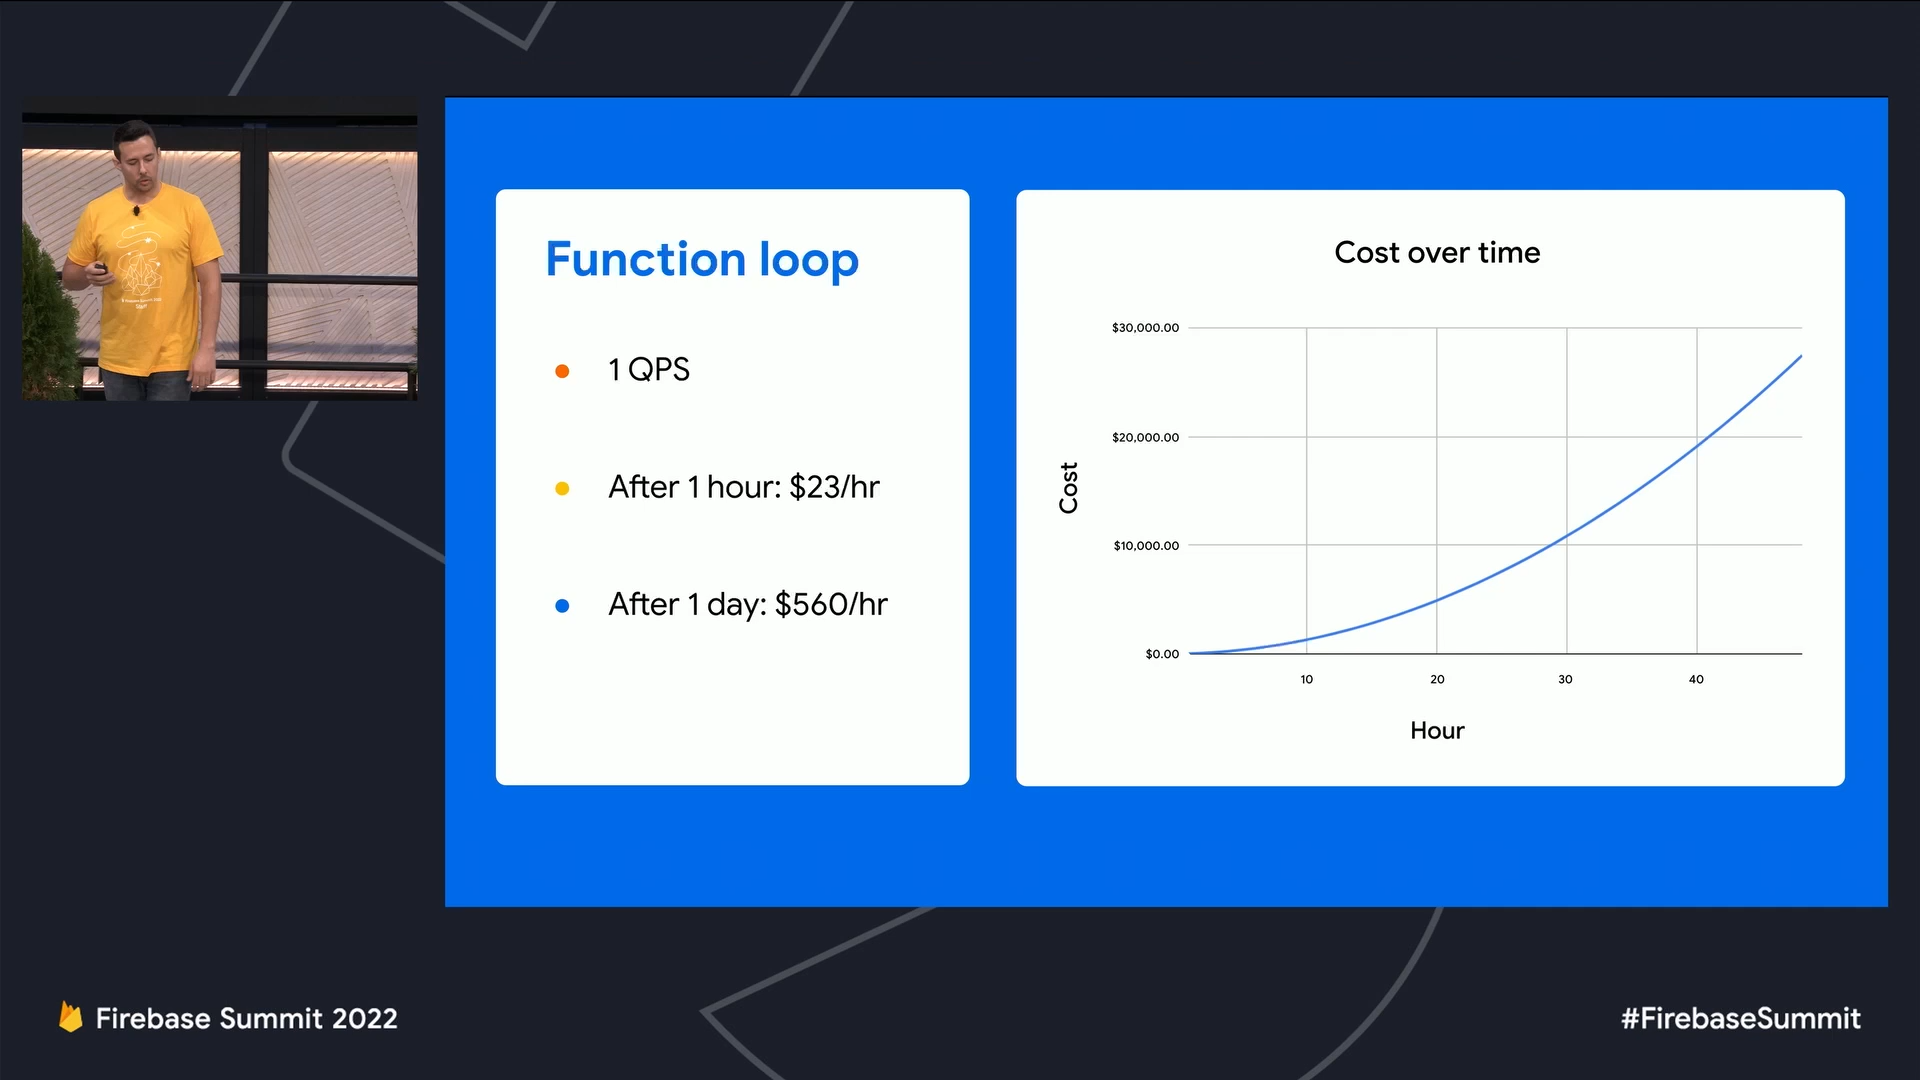 Function loop
1 QPS
After 1 hour: $23/hr
After 1 day: $560/hr
Cost over time
$30,000.00
$20,000.00
$10,000.00
$0.00
Cost
10
20
30
40
Hour
Firebase Summit 2022
#FirebaseSummit